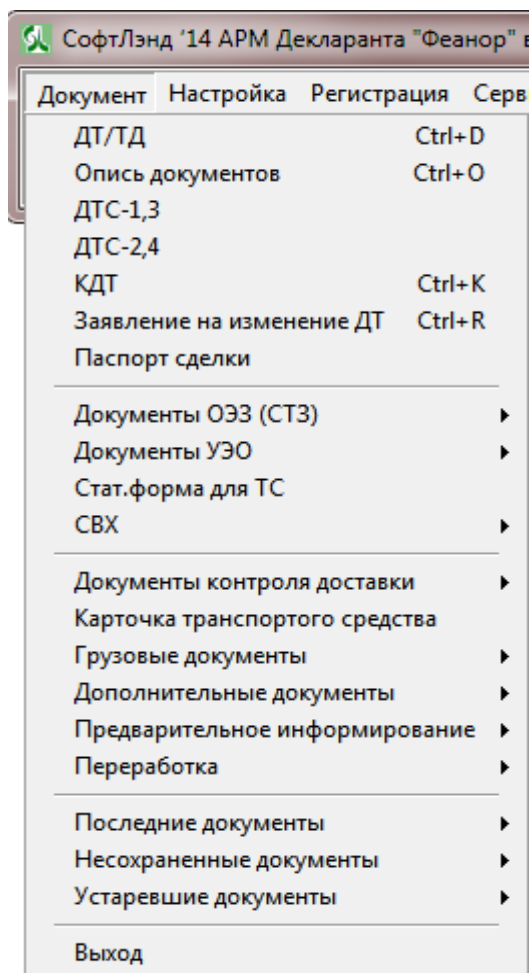 СофтЛэнд '14 АРМ Декларанта "Феанор" в
Документ Настройка Регистрация Серв
ДТ/ТД Ctrl+D
Опись документов Ctrl+O
ДТС-1,3
ДТС-2,4
КДТ Ctrl+K
Заявление на изменение ДТ Ctrl+R
Паспорт сделки
Документы ОЭЗ (СТЗ)
Документы УЭО
Стат.форма для ТС
СВХ
Документы контроля доставки
Карточка транспортого средства
Грузовые документы
Дополнительные документы
Предварительное информирование
Переработка
Последние документы
Несохраненные документы
Устаревшие документы
Выход